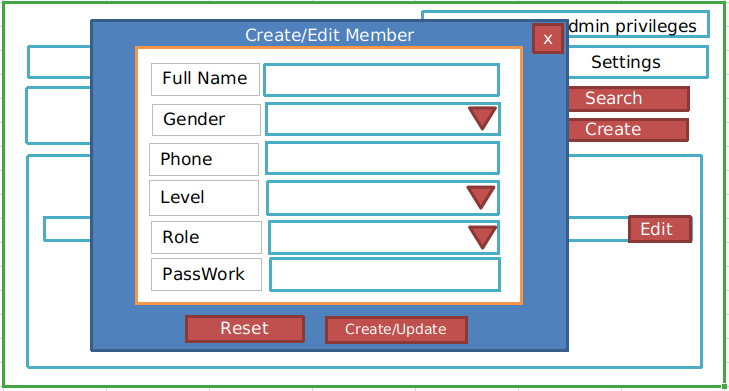 dmin privileges
Create/Edit Member
x
Settings
Full Name
Search
Gender
Create
Phone
Level
Role
Edit
PassWork
Reset
Create/Update